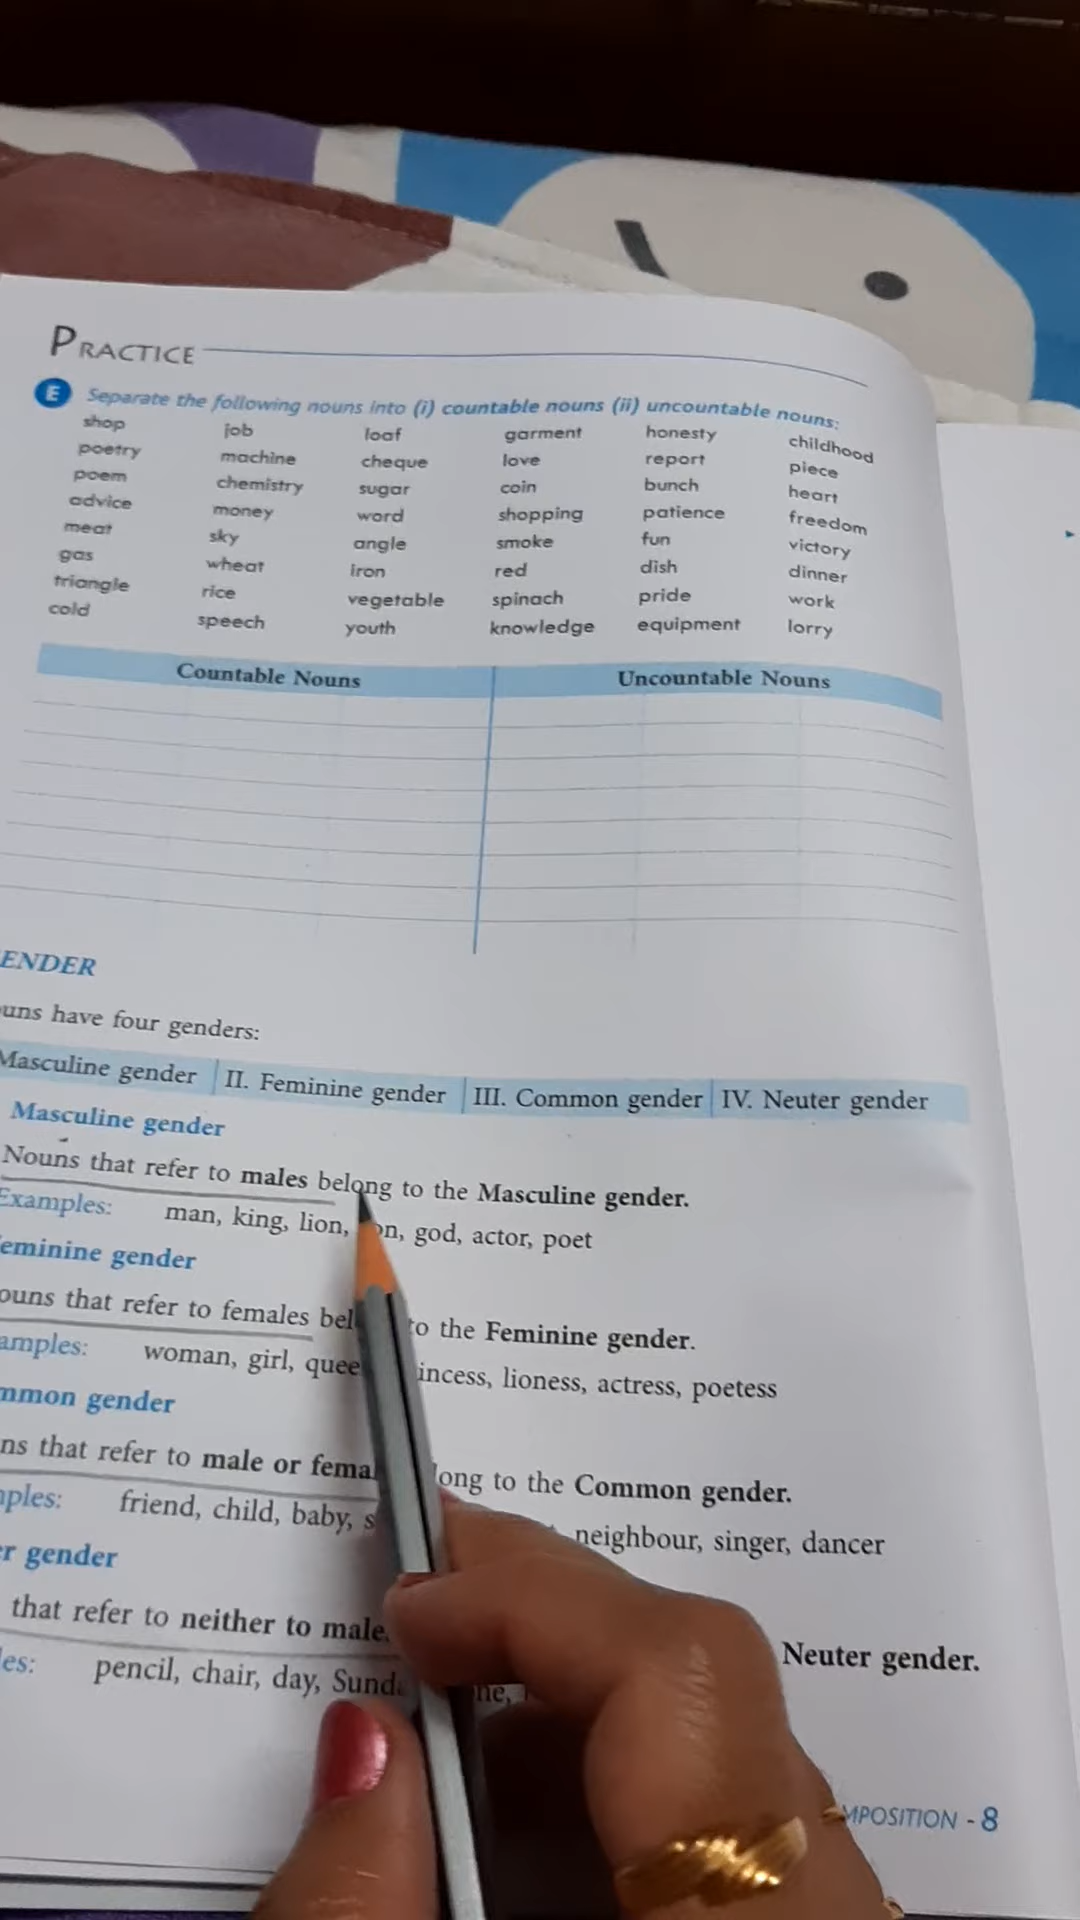 PRACTICE
E Separate the following nouns into (i) countable nouns (ii) uncountable nouns:
shop job loaf garment honesty childhood
poetry machine cheque love report piece
poem chemistry sugar coin bunch heart
advice money word shopping patience freedom
meat sky angle smoke fun victory
gas wheat iron red dish dinner
triangle rice vegetable spinach pride work
cold speech youth knowledge equipment lorry
Countable Nouns Uncountable Nouns
ENDER
uns have four genders:
Masculine gender II. Feminine gender III. Common gender IV. Neuter gender
Masculine gender
Nouns that refer to males belong to the Masculine gender.
Examples: man, king, lion, god, actor, poet
eminine gender
ouns that refer to females bel to the Feminine gender.
amples: woman, girl, quee incess, lioness, actress, poetess
mmon gender
ns that refer to male or fema long to the Common gender.
ples: friend, child, baby, s neighbour, singer, dancer
r gender
that refer to neither to male Neuter gender.
les: pencil, chair, day, Sund ne,
MPOSITION - 8